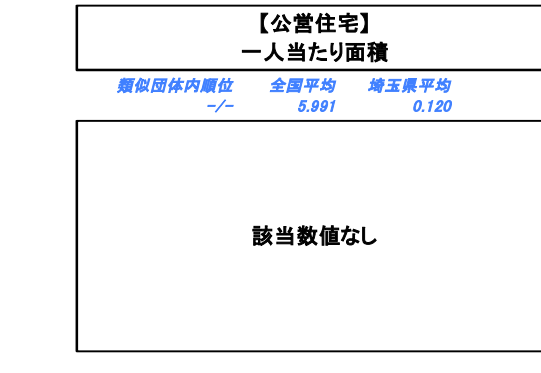 【公営住宅】
一人当たり面積
類似団体内順位 全国平均 埼玉県平均
-/- 5.991 0.120
該当数値なし